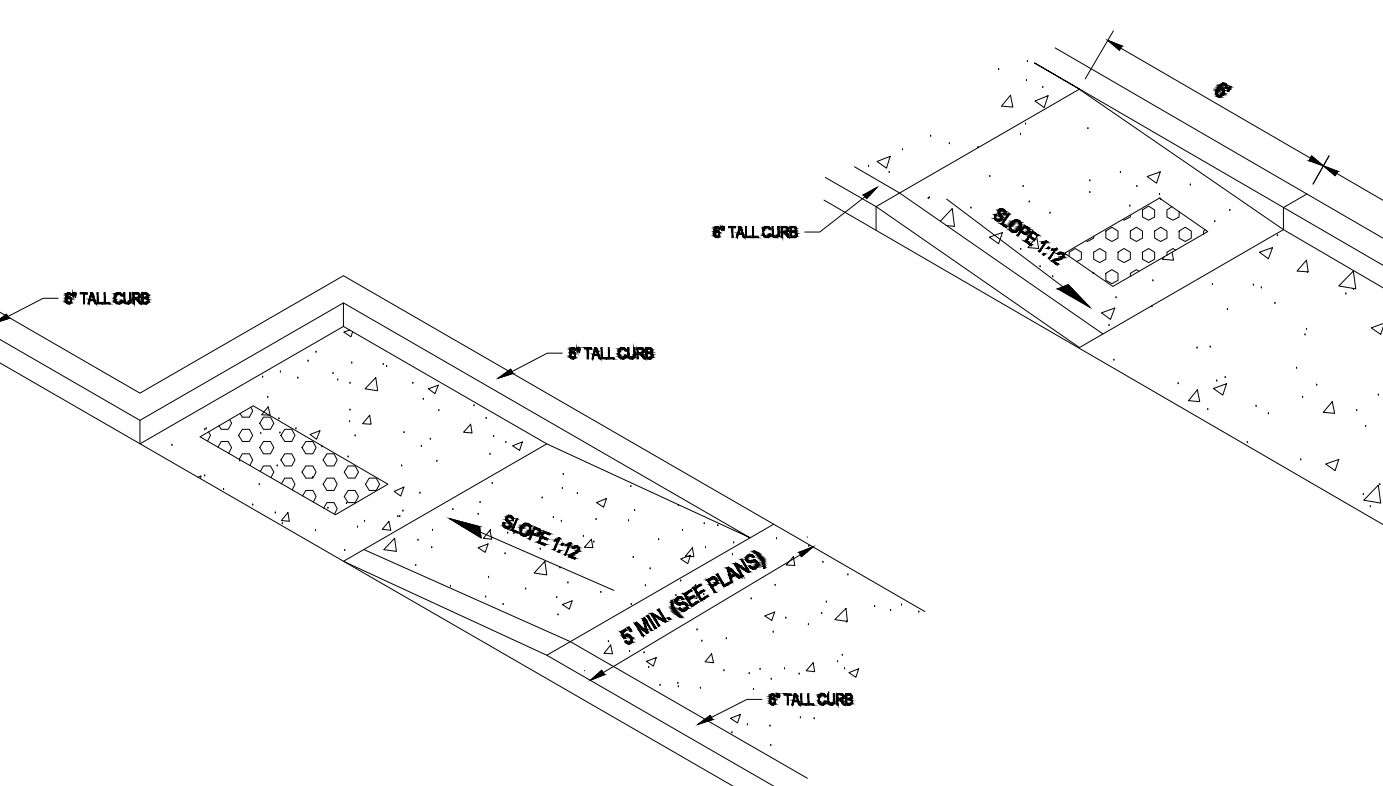 6'
6" TALL CURB
SLOPE 1:12
6" TALL CURB
6" TALL CURB
SLOPE 1:12
5' MIN. (SEE PLANS)
6" TALL CURB